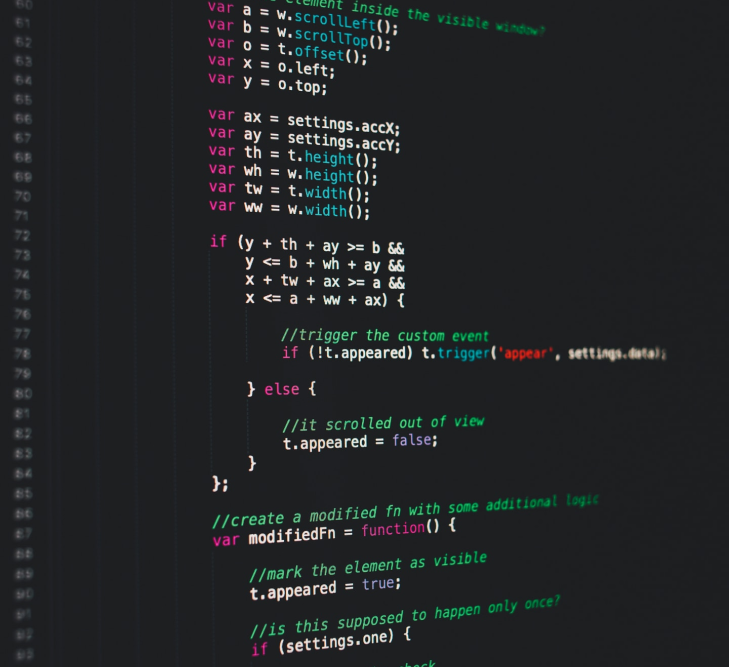 60 element inside the visible window?
61 var a = w.scrollLeft();
62 var b = w.scrollTop();
63 var o = t.offset();
64 var x = o.left;
var y = o.top;
65
66 var ax = settings.accX;
67 var ay = settings.accY;
68 var th = t.height();
69 var wh = w.height();
70 var tw = t.width();
71 var ww = w.width();
72
73 if (y + th + ay >= b &&
74 y <= b + wh + ay &&
75 x + tw + ax >= a &&
x <= a + ww + ax) {
76
77 //trigger the custom event
78 if (!t.appeared) t.trigger('appear', settings.data);
79
80 } else {
81
82 //it scrolled out of view
83 t.appeared = false;
84 }
85 };
86 //create a modified fn with some additional logic
87 var modifiedFn = function() {
88
89 //mark the element as visible
90 t.appeared = true;
91
92 //is this supposed to happen only once?
93 if (settings.one) {
check